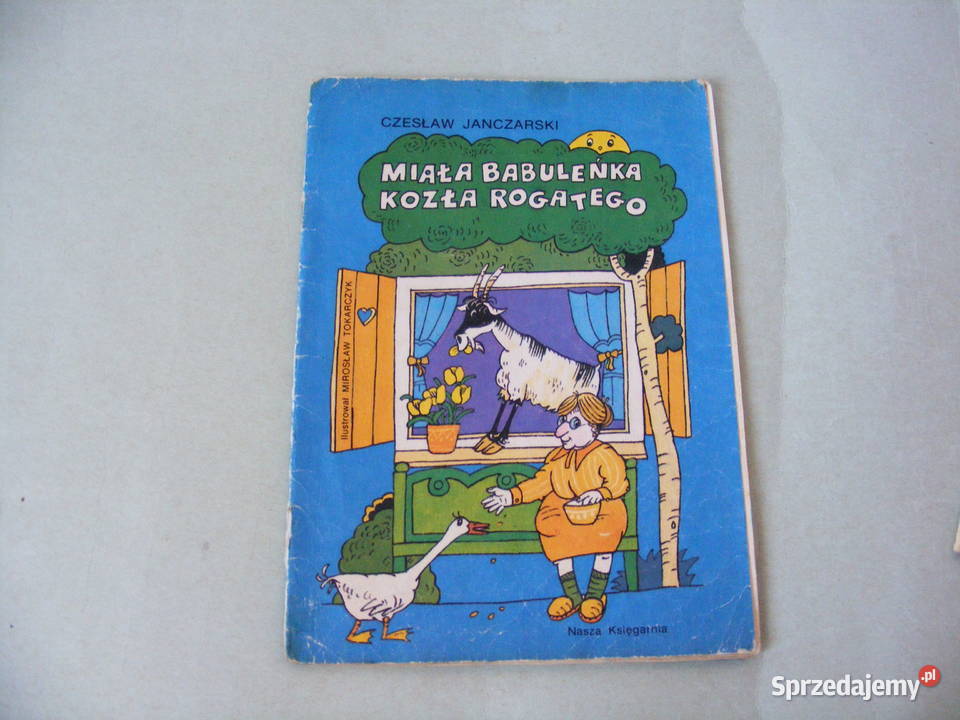 CZESŁAW JANCZARSKI
MIAŁA BABULEŃKA
KOZŁA ROGATEGO
Ilustrował MIROSŁAW TOKARCZYK
Nasza Księgarnia
Sprzedajemy.pl